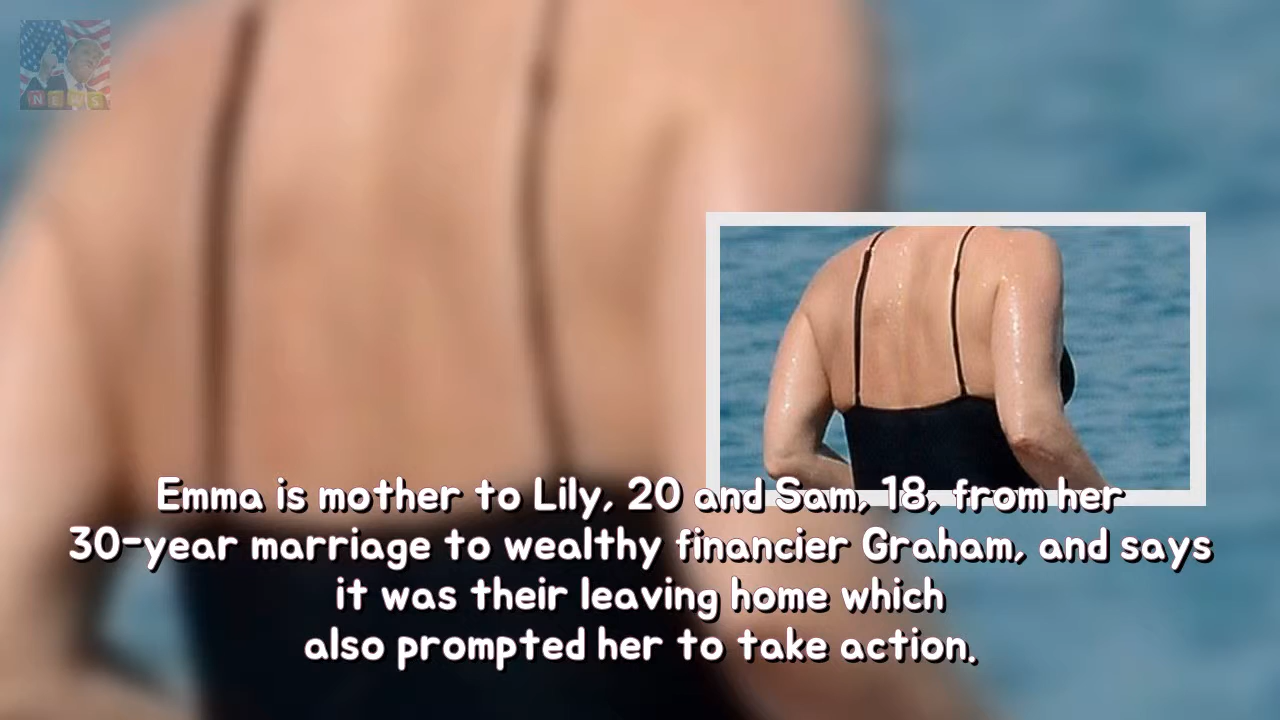 NEWS
Emma is mother to Lily, 20 and Sam, 18, from her
30-year marriage to wealthy financier Graham, and says
it was their leaving home which
also prompted her to take action.